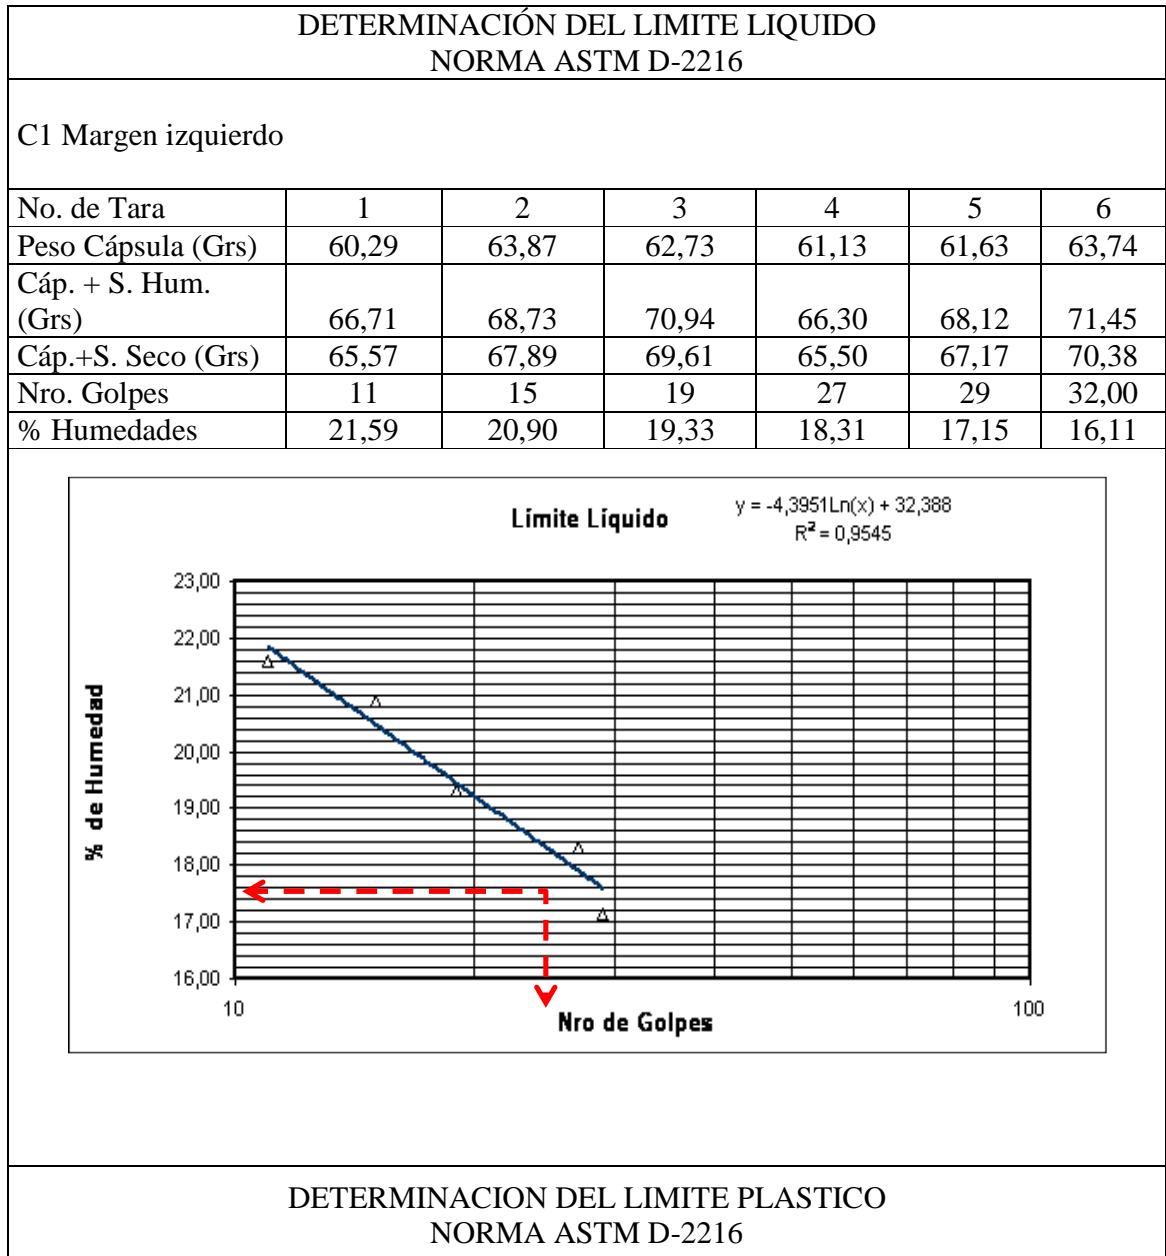 DETERMINACIÓN DEL LIMITE LIQUIDO
NORMA ASTM D-2216
C1 Margen izquierdo
No. de Tara 1 2 3 4 5 6
Peso Cápsula (Grs) 60,29 63,87 62,73 61,13 61,63 63,74
Cáp. + S. Hum.
(Grs) 66,71 68,73 70,94 66,30 68,12 71,45
Cáp.+S. Seco (Grs) 65,57 67,89 69,61 65,50 67,17 70,38
Nro. Golpes 11 15 19 27 29 32,00
% Humedades 21,59 20,90 19,33 18,31 17,15 16,11
Límite Líquido
y = -4,3951Ln(x) + 32,388
R² = 0,9545
23,00
22,00
21,00
20,00
19,00
18,00
17,00
16,00
% de Humedad
10 100
Nro de Golpes
DETERMINACION DEL LIMITE PLASTICO
NORMA ASTM D-2216